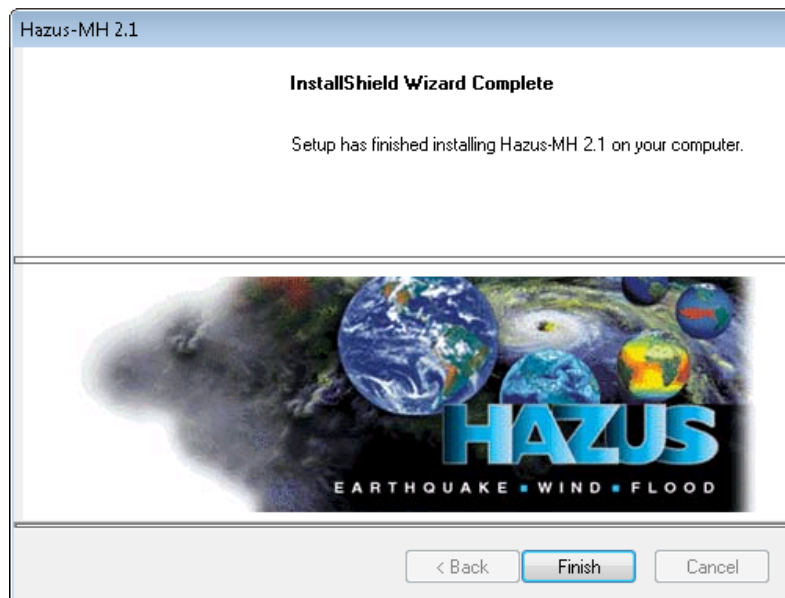 Hazus-MH 2.1
InstallShield Wizard Complete
Setup has finished installing Hazus-MH 2.1 on your computer.
HAZUS
EARTHQUAKE ▪ WIND ▪ FLOOD
< Back Finish Cancel